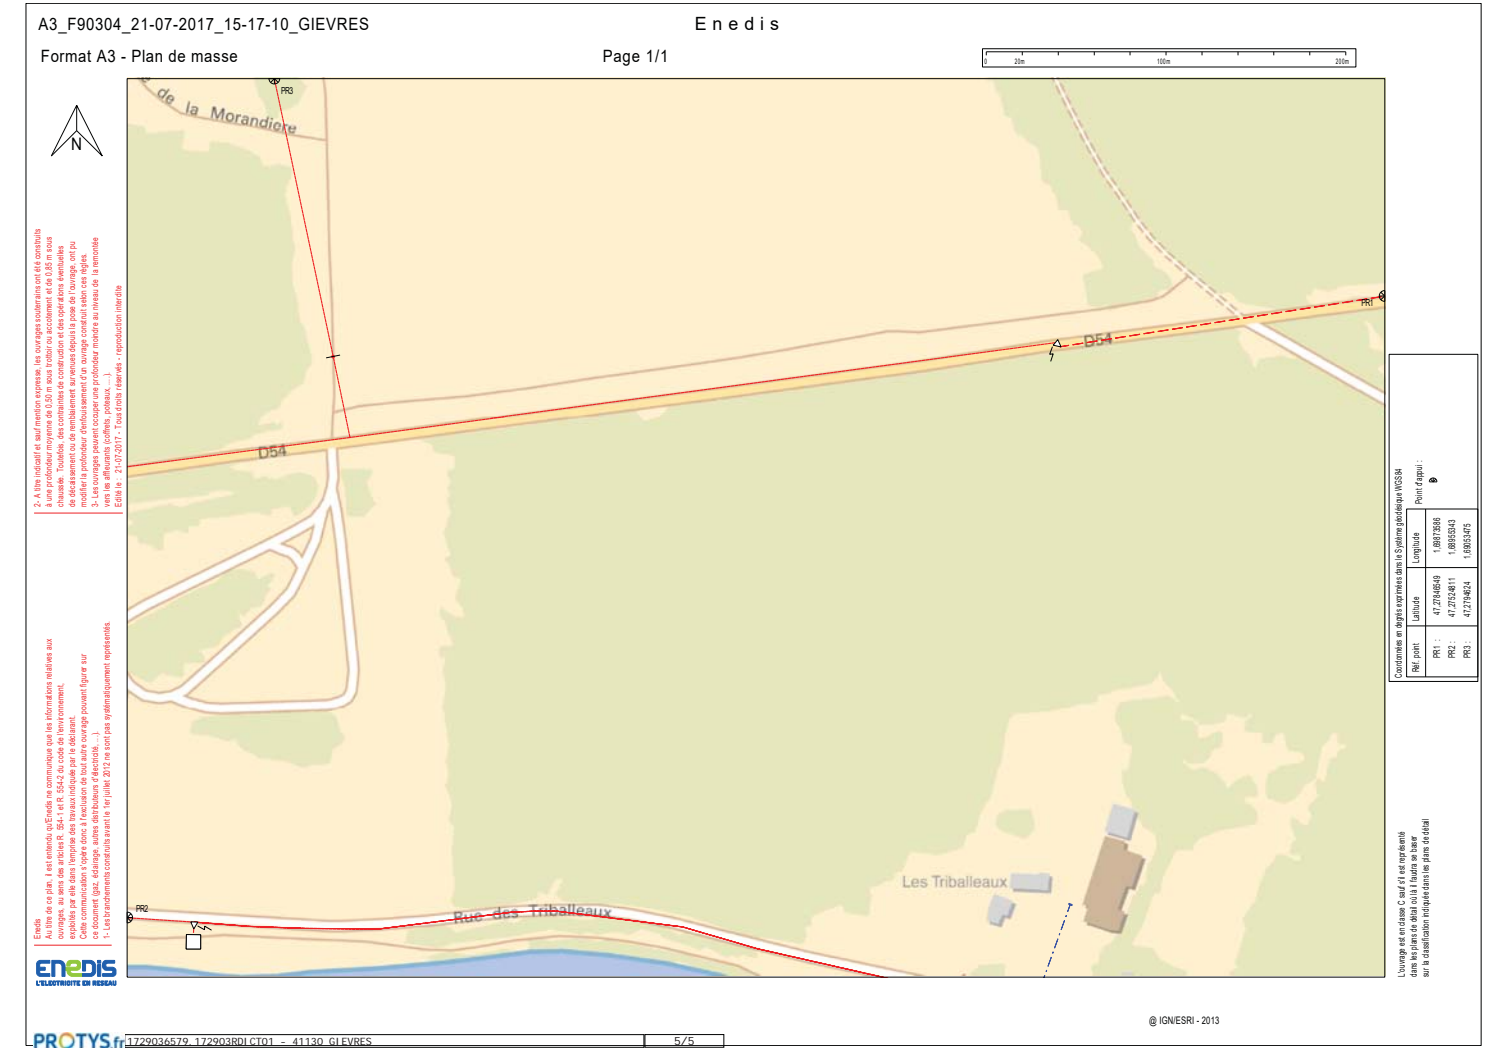 A3_F90304_21-07-2017_15-17-10_GIEVRES
Enedis
Format A3 - Plan de masse
Page 1/1
0 20m 100m 200m
PR3
de la Morandiere
N
PR1
D54
D54
2- A titre indicatif et sauf mention expresse, les ouvrages souterrains ont été construits
à une profondeur moyenne de 0,50 m sous trottoir ou accotement et de 0,85 m sous
chaussée. Toutefois, des contraintes de construction et des opérations éventuelles
de décaissement ou de remblaiement survenues depuis la pose de l'ouvrage, ont pu
modifier la profondeur d'enfouissement d'un ouvrage construit selon ces règles.
3- Les ouvrages peuvent occuper une profondeur moindre au niveau de la remontée
vers les affleurants (coffrets, poteaux, ...).
Edité le : 21-07-2017 - Tous droits réservés - reproduction interdite
Enedis
Au titre de ce plan, il est entendu qu'Enedis ne communique que les informations relatives aux
ouvrages, au sens des articles R. 554-1 et R. 554-2 du code de l'environnement,
exploités par elle dans l'emprise des travaux indiquée par le déclarant.
Cette communication s'opère donc à l'exclusion de tout autre ouvrage pouvant figurer sur
ce document (gaz, éclairage, autres distributeurs d'électricité, ...).
1- Les branchements construits avant le 1er juillet 2012 ne sont pas systématiquement représentés.
Coordonnées en degrés exprimées dans le Système géodésique WGS84
Point d'appui :
Réf. point Latitude Longitude
PR1 : 47,27846549 1,69873586
PR2 : 47,27524811 1,68955343
PR3 : 47,2794624 1,69053475
L'ouvrage est en classe C sauf s'il est représenté
dans les plans de détail où là il faudra se baser
sur la classification indiquée dans les plans de détail
Les Triballeaux
PR2
Rue des Triballeaux
ENEDIS
L'ELECTRICITE EN RESEAU
@ IGN/ESRI - 2013
PROTYS.fr
1729036579.172903RDICT01 - 41130 GIEVRES
5/5